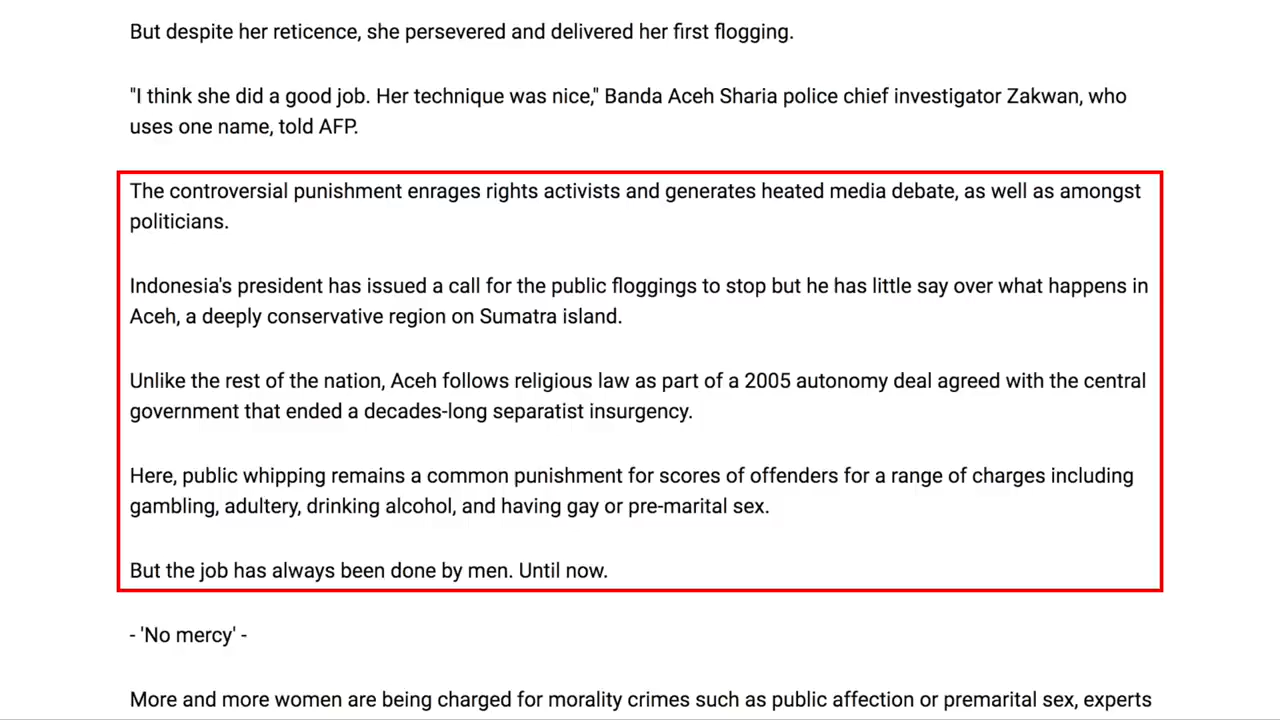 But despite her reticence, she persevered and delivered her first flogging.
"I think she did a good job. Her technique was nice," Banda Aceh Sharia police chief investigator Zakwan, who
uses one name, told AFP.
The controversial punishment enrages rights activists and generates heated media debate, as well as amongst
politicians.
Indonesia's president has issued a call for the public floggings to stop but he has little say over what happens in
Aceh, a deeply conservative region on Sumatra island.
Unlike the rest of the nation, Aceh follows religious law as part of a 2005 autonomy deal agreed with the central
government that ended a decades-long separatist insurgency.
Here, public whipping remains a common punishment for scores of offenders for a range of charges including
gambling, adultery, drinking alcohol, and having gay or pre-marital sex.
But the job has always been done by men. Until now.
- 'No mercy' -
More and more women are being charged for morality crimes such as public affection or premarital sex, experts